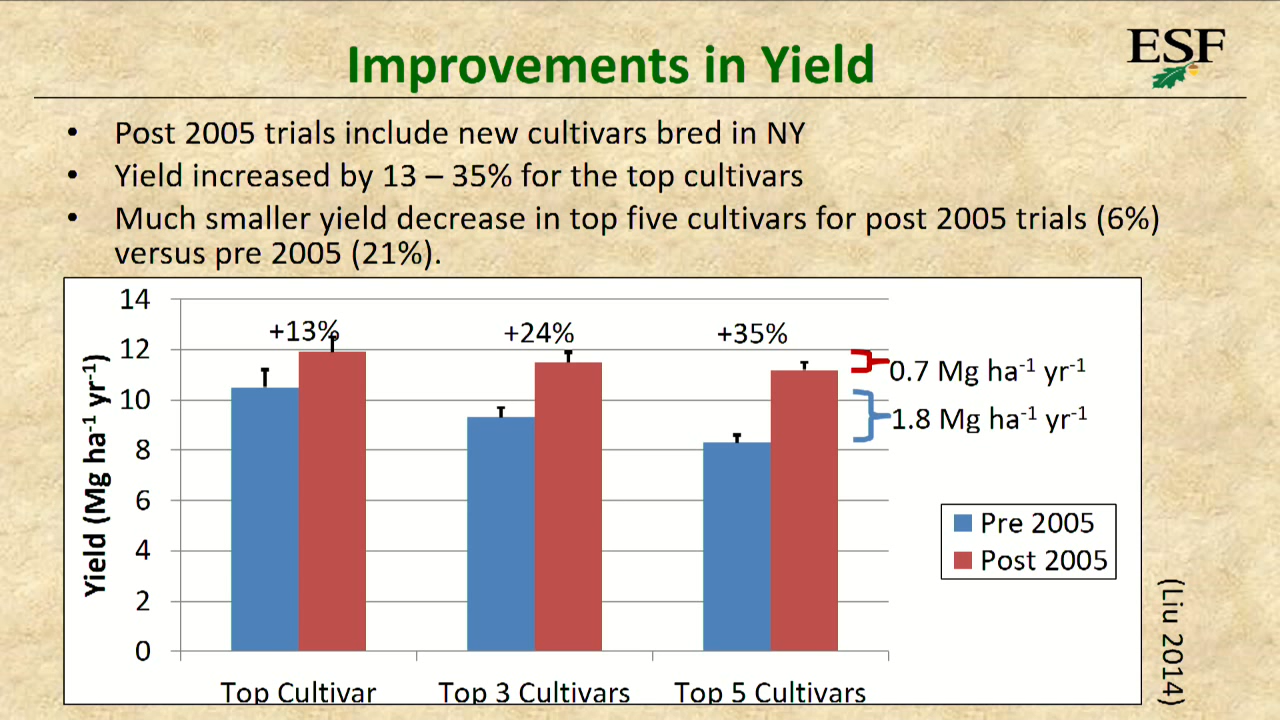 Improvements in Yield
ESF
• Post 2005 trials include new cultivars bred in NY
• Yield increased by 13 – 35% for the top cultivars
• Much smaller yield decrease in top five cultivars for post 2005 trials (6%)
versus pre 2005 (21%).
Yield (Mg ha⁻¹ yr⁻¹)
14
12
10
8
6
4
2
0
+13%
+24%
+35%
0.7 Mg ha⁻¹ yr⁻¹
1.8 Mg ha⁻¹ yr⁻¹
Pre 2005
Post 2005
Top Cultivar
Top 3 Cultivars
Top 5 Cultivars
(Liu 2014)